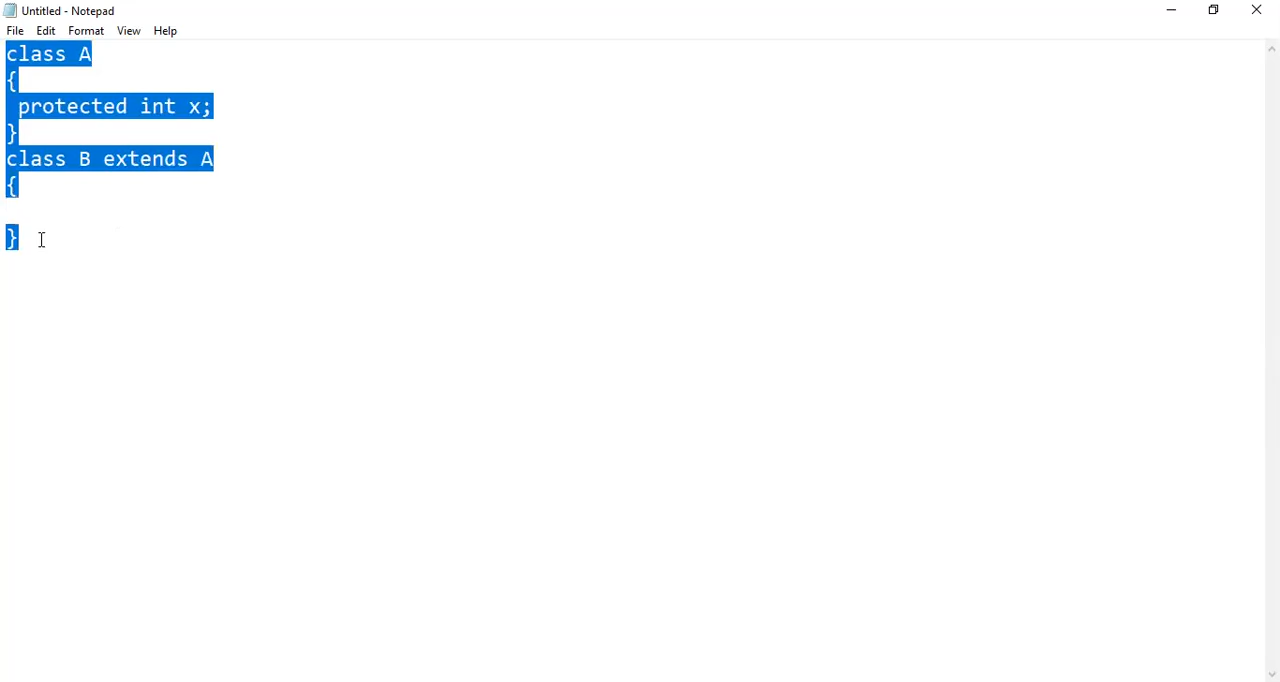 Untitled - Notepad
File Edit Format View Help
class A
{
protected int x;
}
class B extends A
{
}